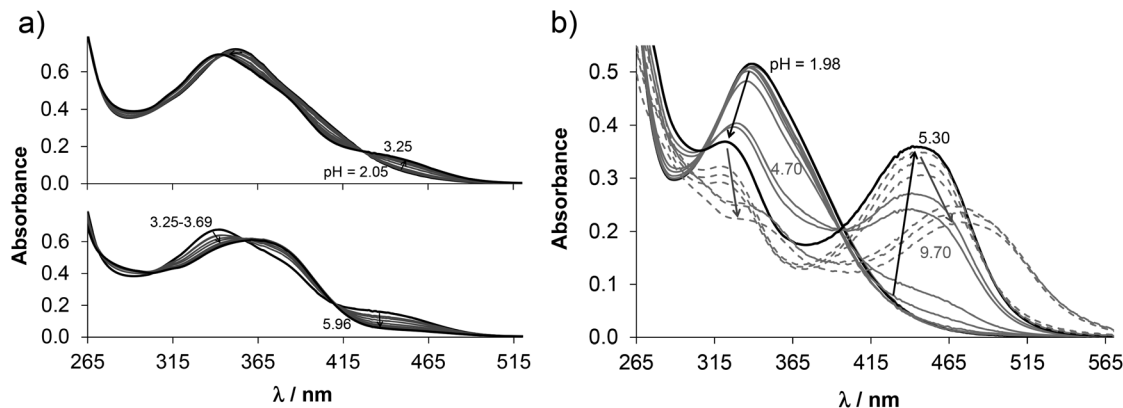 a)
Absorbance
0.6
0.4
0.2
0.0
3.25
pH = 2.05
Absorbance
0.6
0.4
0.2
0.0
3.25-3.69
5.96
265 315 365 415 465 515
λ / nm
b)
Absorbance
0.5
0.4
0.3
0.2
0.1
0.0
pH = 1.98
5.30
4.70
9.70
265 315 365 415 465 515 565
λ / nm